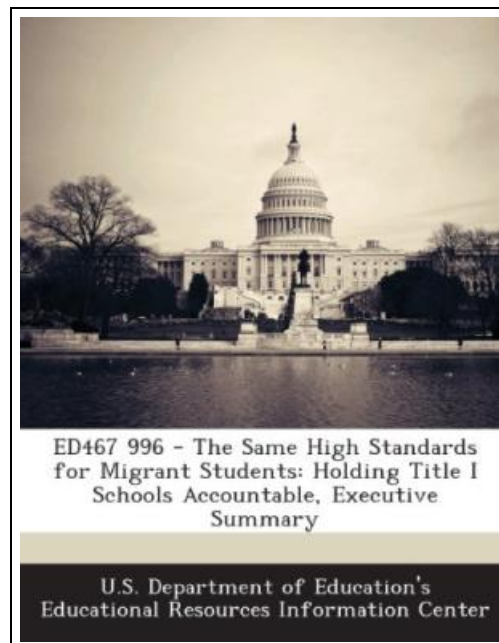 ED467 996 - The Same High Standards
for Migrant Students: Holding Title I
Schools Accountable, Executive
Summary
U.S. Department of Education's
Educational Resources Information Center